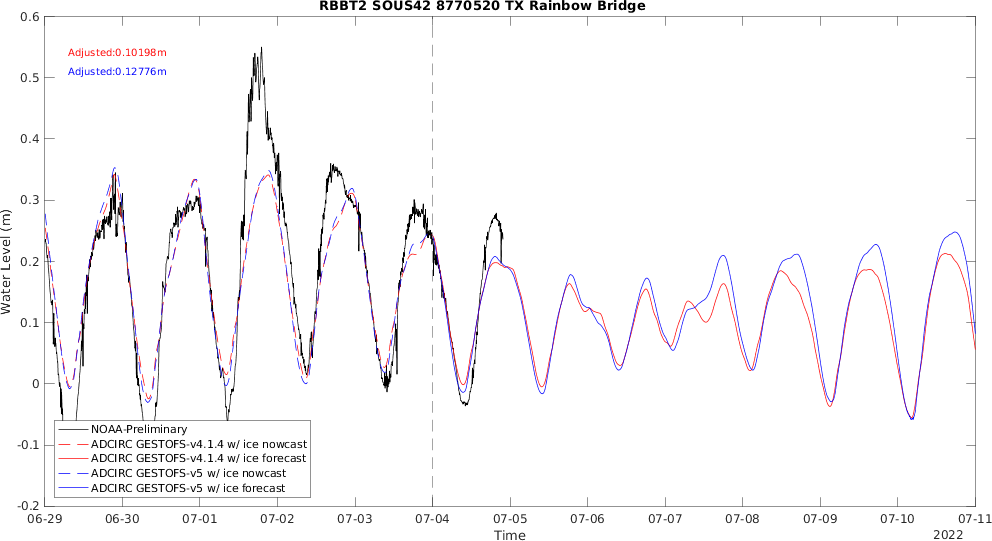 RBBT2 SOUS42 8770520 TX Rainbow Bridge
Adjusted:0.10198m
Adjusted:0.12776m
0.6
0.5
0.4
0.3
0.2
0.1
0
-0.1
-0.2
Water Level (m)
NOAA-Preliminary
ADCIRC GESTOFS-v4.1.4 w/ ice nowcast
ADCIRC GESTOFS-v4.1.4 w/ ice forecast
ADCIRC GESTOFS-v5 w/ ice nowcast
ADCIRC GESTOFS-v5 w/ ice forecast
06-29 06-30 07-01 07-02 07-03 07-04 07-05 07-06 07-07 07-08 07-09 07-10 07-11
Time
2022